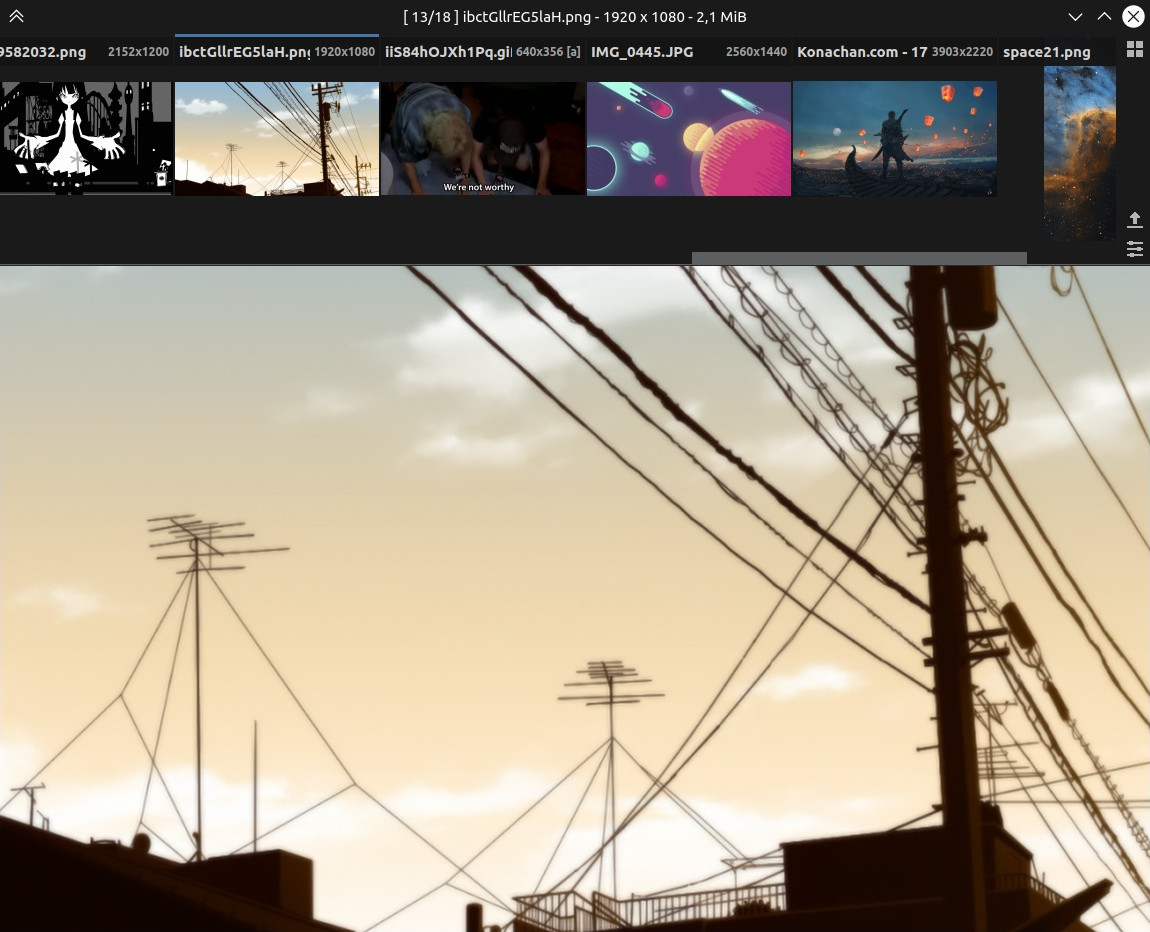 [ 13/18 ] ibctGllrEG5laH.png - 1920 x 1080 - 2,1 MiB
9582032.png 2152x1200 ibctGllrEG5laH.png 1920x1080 iiS84hOJXh1Pq.gi 640x356 [a] IMG_0445.JPG 2560x1440 Konachan.com - 17 3903x2220 space21.png
We're not worthy